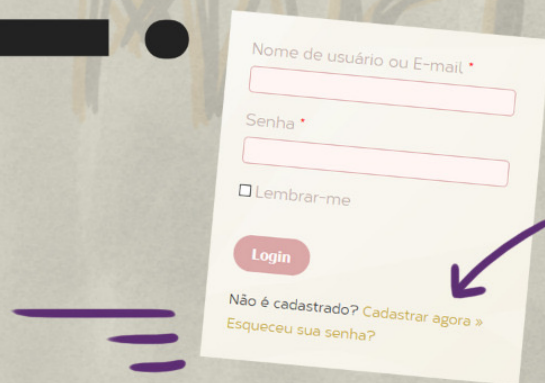 Nome de usuário ou E-mail *
Senha *
Lembrar-me
Login
Não é cadastrado? Cadastrar agora »
Esqueceu sua senha?